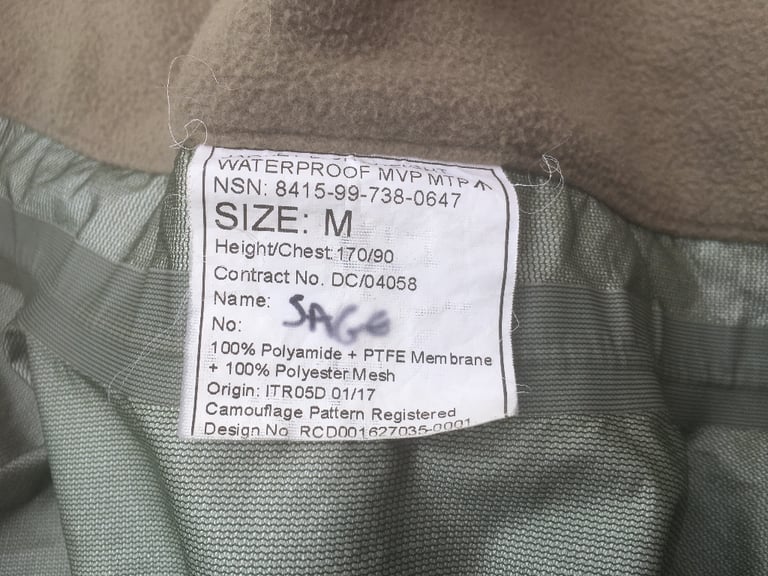 WATERPROOF MVP MTP
NSN: 8415-99-738-0647
SIZE: M
Height/Chest:170/90
Contract No. DC/04058
Name: SAGE
No:
100% Polyamide + PTFE Membrane
+ 100% Polyester Mesh
Origin: ITR05D 01/17
Camouflage Pattern Registered
Design No. RCD001627035-0001